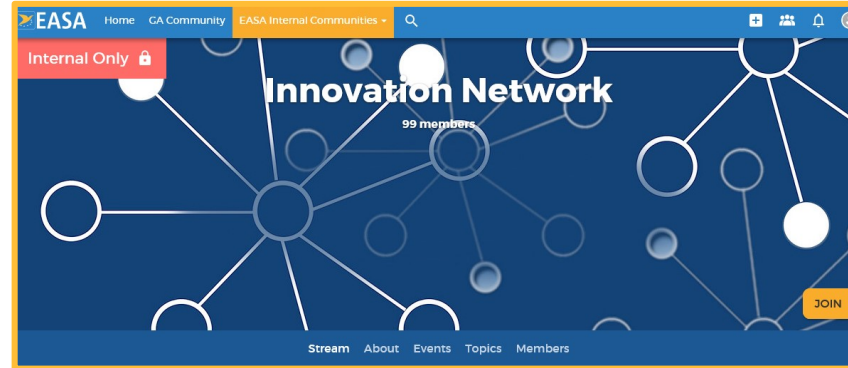 EASA Home GA Community EASA Internal Communities
Internal Only
Innovation Network
99 members
JOIN
Stream About Events Topics Members